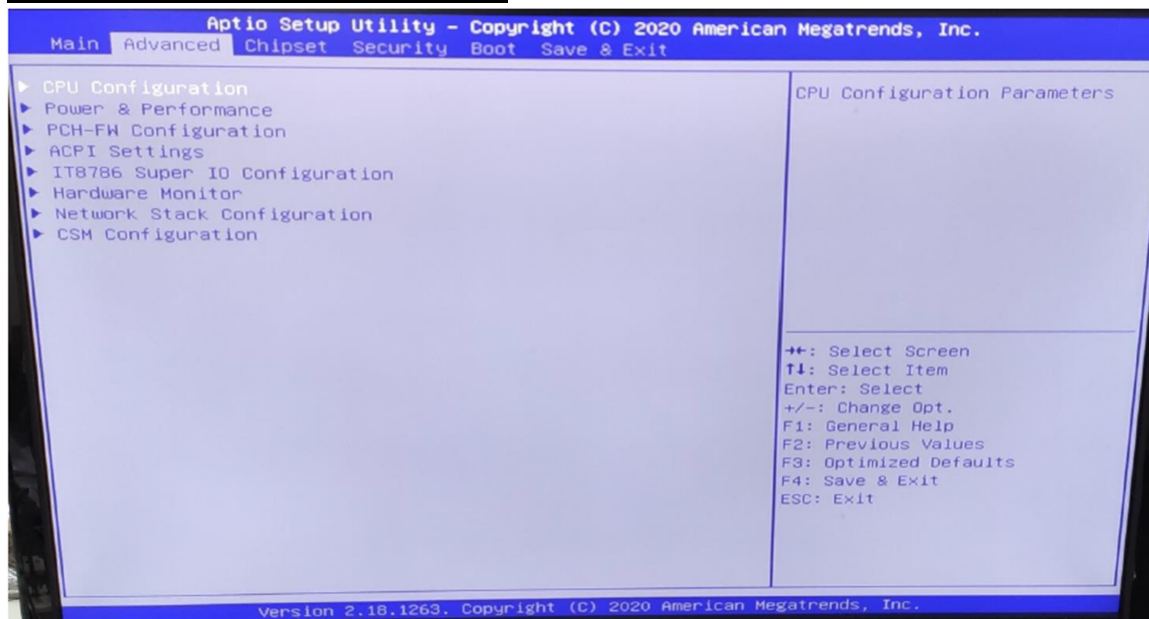 Aptio Setup Utility – Copyright (C) 2020 American Megatrends, Inc.
Main Advanced Chipset Security Boot Save & Exit
▶ CPU Configuration
▶ Power & Performance
▶ PCH-FW Configuration
▶ ACPI Settings
▶ IT8786 Super IO Configuration
▶ Hardware Monitor
▶ Network Stack Configuration
▶ CSM Configuration
CPU Configuration Parameters
→←: Select Screen
↑↓: Select Item
Enter: Select
+/-: Change Opt.
F1: General Help
F2: Previous Values
F3: Optimized Defaults
F4: Save & Exit
ESC: Exit
Version 2.18.1263. Copyright (C) 2020 American Megatrends, Inc.